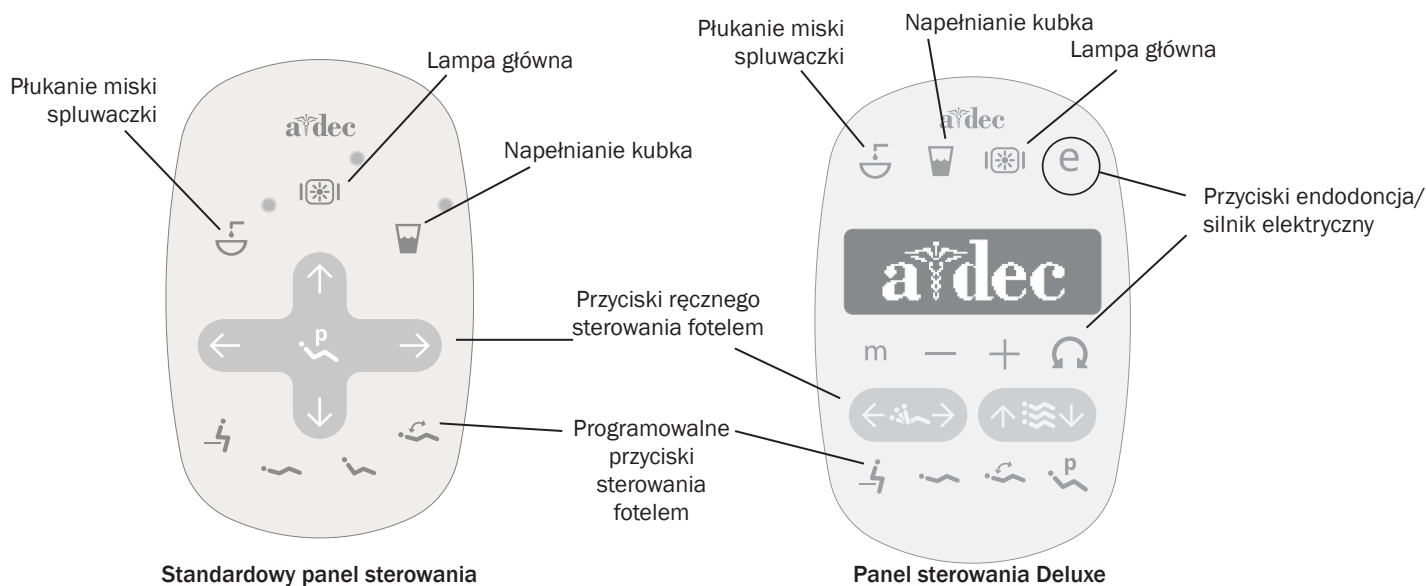 Płukanie miski
spluwaczki
Lampa główna
Napełnianie kubka
a dec
p
Standardowy panel sterowania
Przyciski ręcznego
sterowania fotelem
Programowalne
przyciski
sterowania
fotelem
Płukanie miski
spluwaczki
Napełnianie kubka
Lampa główna
a dec
e
Przyciski endodoncja/
silnik elektryczny
a dec
m − +
p
Panel sterowania Deluxe